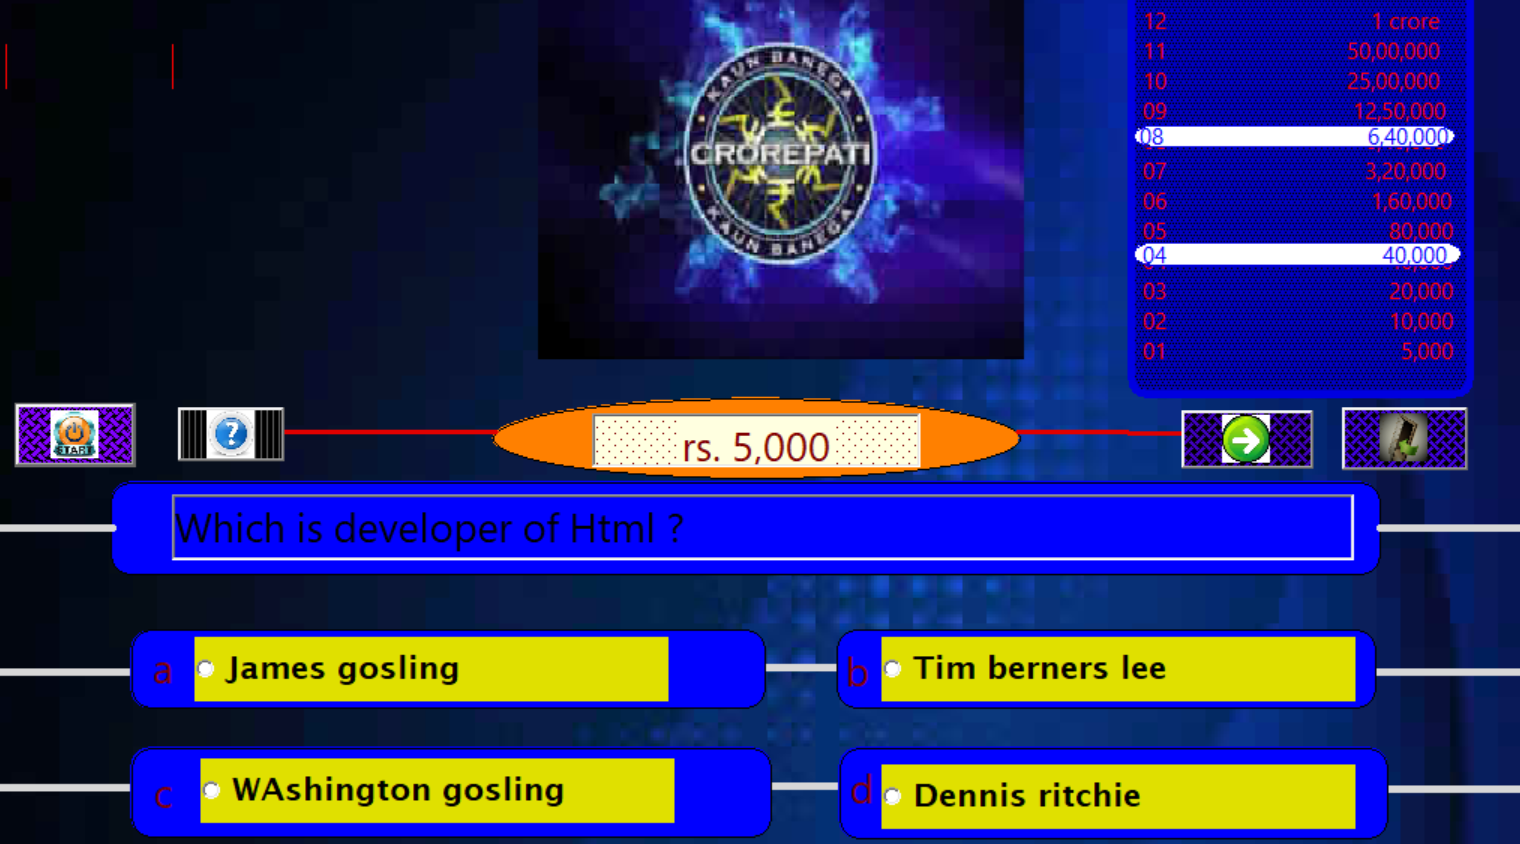 KAUN BANEGA
CROREPATI
KAUN BANEGA
12 1 crore
11 50,00,000
10 25,00,000
09 12,50,000
08 6,40,000
07 3,20,000
06 1,60,000
05 80,000
04 40,000
03 20,000
02 10,000
01 5,000
START
?
rs. 5,000
Which is developer of Html ?
a James gosling
b Tim berners lee
c WAshington gosling
d Dennis ritchie